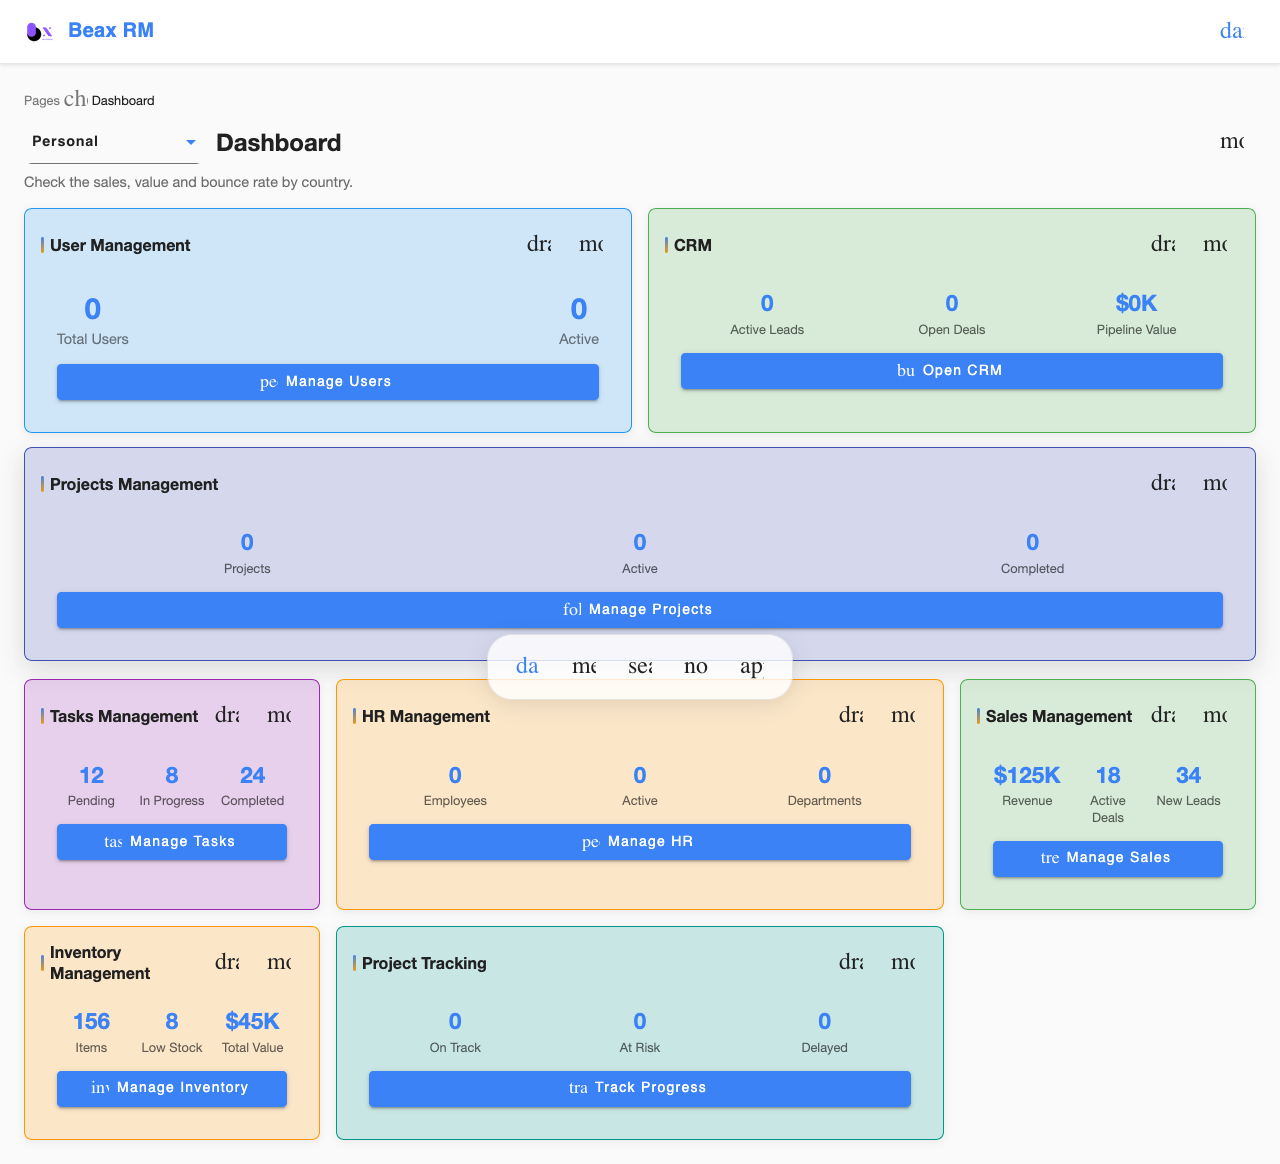 Beax RM
da
Pages ch Dashboard
Personal
Dashboard
mo
Check the sales, value and bounce rate by country.
User Management
dra
mo
0
0
Total Users
Active
pe Manage Users
CRM
dra
mo
0
0
$0K
Active Leads
Open Deals
Pipeline Value
bu Open CRM
Projects Management
dra
mo
0
0
0
Projects
Active
Completed
fol Manage Projects
da
me
sea
no
ap
Tasks Management
dra
mo
12
8
24
Pending
In Progress
Completed
tas Manage Tasks
HR Management
dra
mo
0
0
0
Employees
Active
Departments
pe Manage HR
Sales Management
dra
mo
$125K
18
34
Revenue
Active
Deals
New Leads
tre Manage Sales
Inventory
Management
dra
mo
156
8
$45K
Items
Low Stock
Total Value
inv Manage Inventory
Project Tracking
dra
mo
0
0
0
On Track
At Risk
Delayed
tra Track Progress